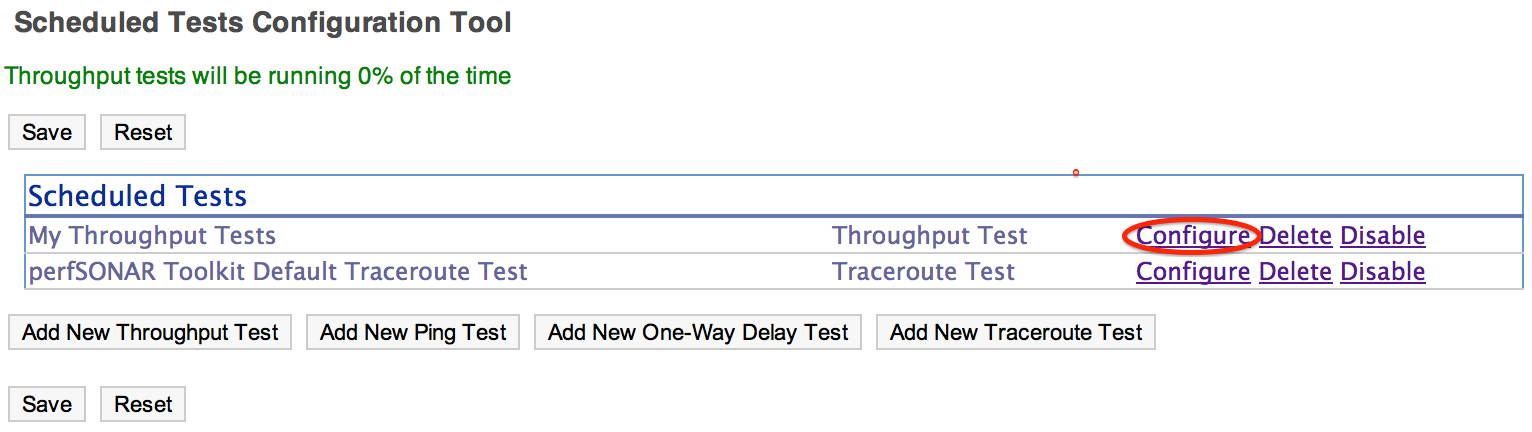 Scheduled Tests Configuration Tool
Throughput tests will be running 0% of the time
Save Reset
Scheduled Tests
My Throughput Tests Throughput Test Configure Delete Disable
perfSONAR Toolkit Default Traceroute Test Traceroute Test Configure Delete Disable
Add New Throughput Test Add New Ping Test Add New One-Way Delay Test Add New Traceroute Test
Save Reset